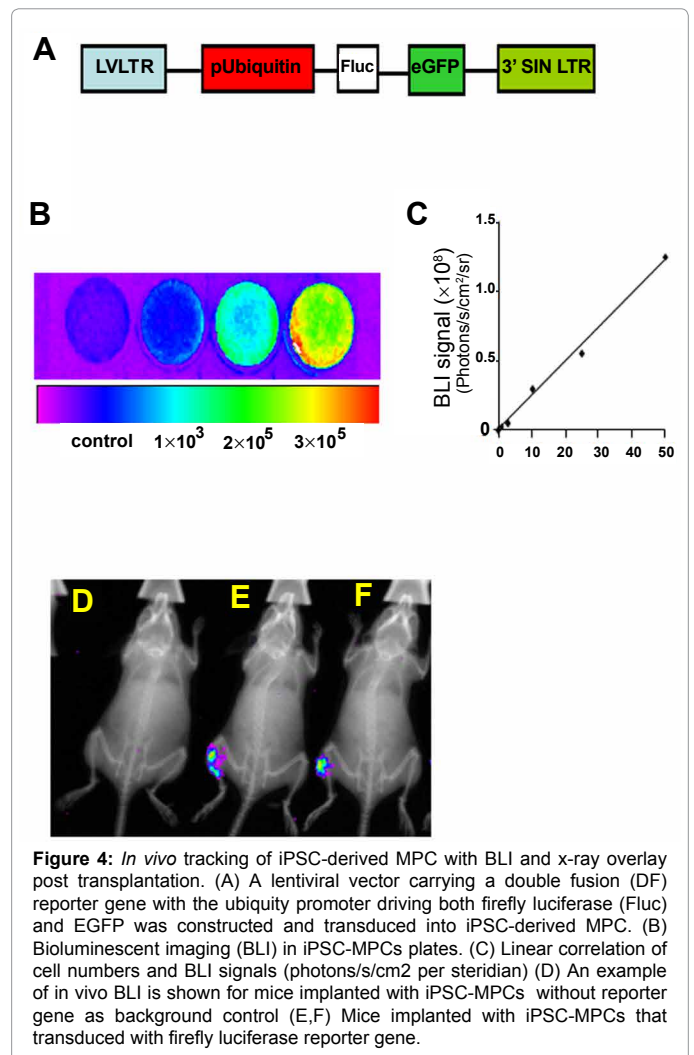 A
LVLTR pUbiquitin Fluc eGFP 3' SIN LTR
B
control 1×10³ 2×10⁵ 3×10⁵
C
BLI signal (×10⁸)
(Photons/s/cm²/sr)
1.5
1.0
0.5
0
0 10 20 30 40 50
D E F
Figure 4: In vivo tracking of iPSC-derived MPC with BLI and x-ray overlay
post transplantation. (A) A lentiviral vector carrying a double fusion (DF)
reporter gene with the ubiquity promoter driving both firefly luciferase (Fluc)
and EGFP was constructed and transduced into iPSC-derived MPC. (B)
Bioluminescent imaging (BLI) in iPSC-MPCs plates. (C) Linear correlation of
cell numbers and BLI signals (photons/s/cm2 per steridian) (D) An example
of in vivo BLI is shown for mice implanted with iPSC-MPCs without reporter
gene as background control (E,F) Mice implanted with iPSC-MPCs that
transduced with firefly luciferase reporter gene.